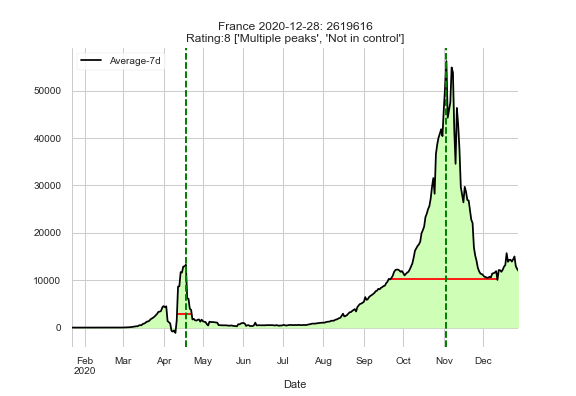 France 2020-12-28: 2619616
Rating:8 ['Multiple peaks', 'Not in control']
Average-7d
50000
40000
30000
20000
10000
0
Feb Mar Apr May Jun Jul Aug Sep Oct Nov Dec
2020
Date